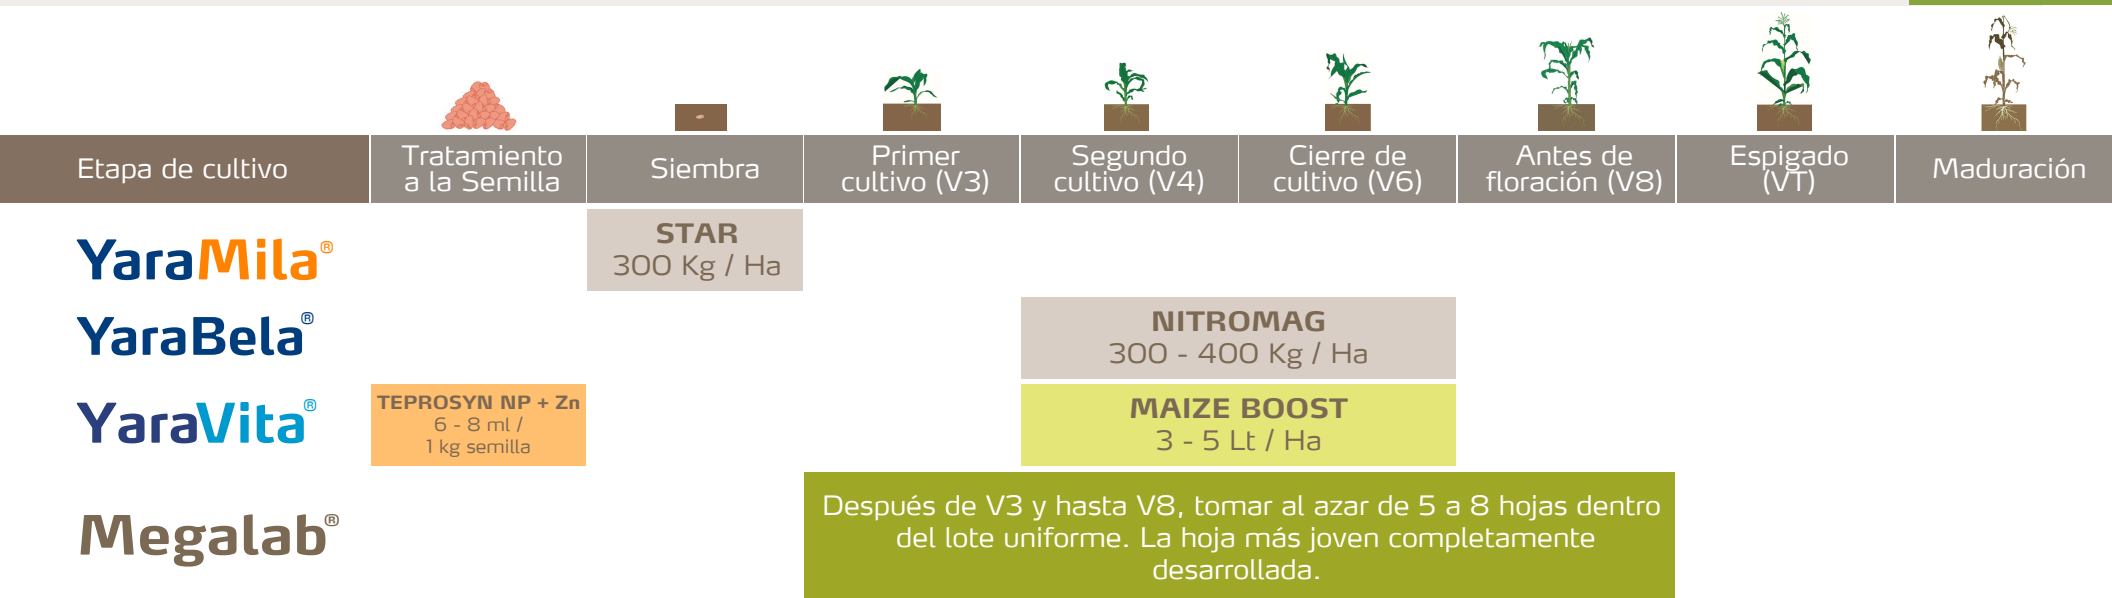 Etapa de cultivo
Tratamiento
a la Semilla
Siembra
Primer
cultivo (V3)
Segundo
cultivo (V4)
Cierre de
cultivo (V6)
Antes de
floración (V8)
Espigado
(VT)
Maduración
YaraMila®
STAR
300 Kg / Ha
YaraBela®
NITROMAG
300 - 400 Kg / Ha
YaraVita®
TEPROSYN NP + Zn
6 - 8 ml /
1 kg semilla
MAIZE BOOST
3 - 5 Lt / Ha
Megalab®
Después de V3 y hasta V8, tomar al azar de 5 a 8 hojas dentro
del lote uniforme. La hoja más joven completamente
desarrollada.